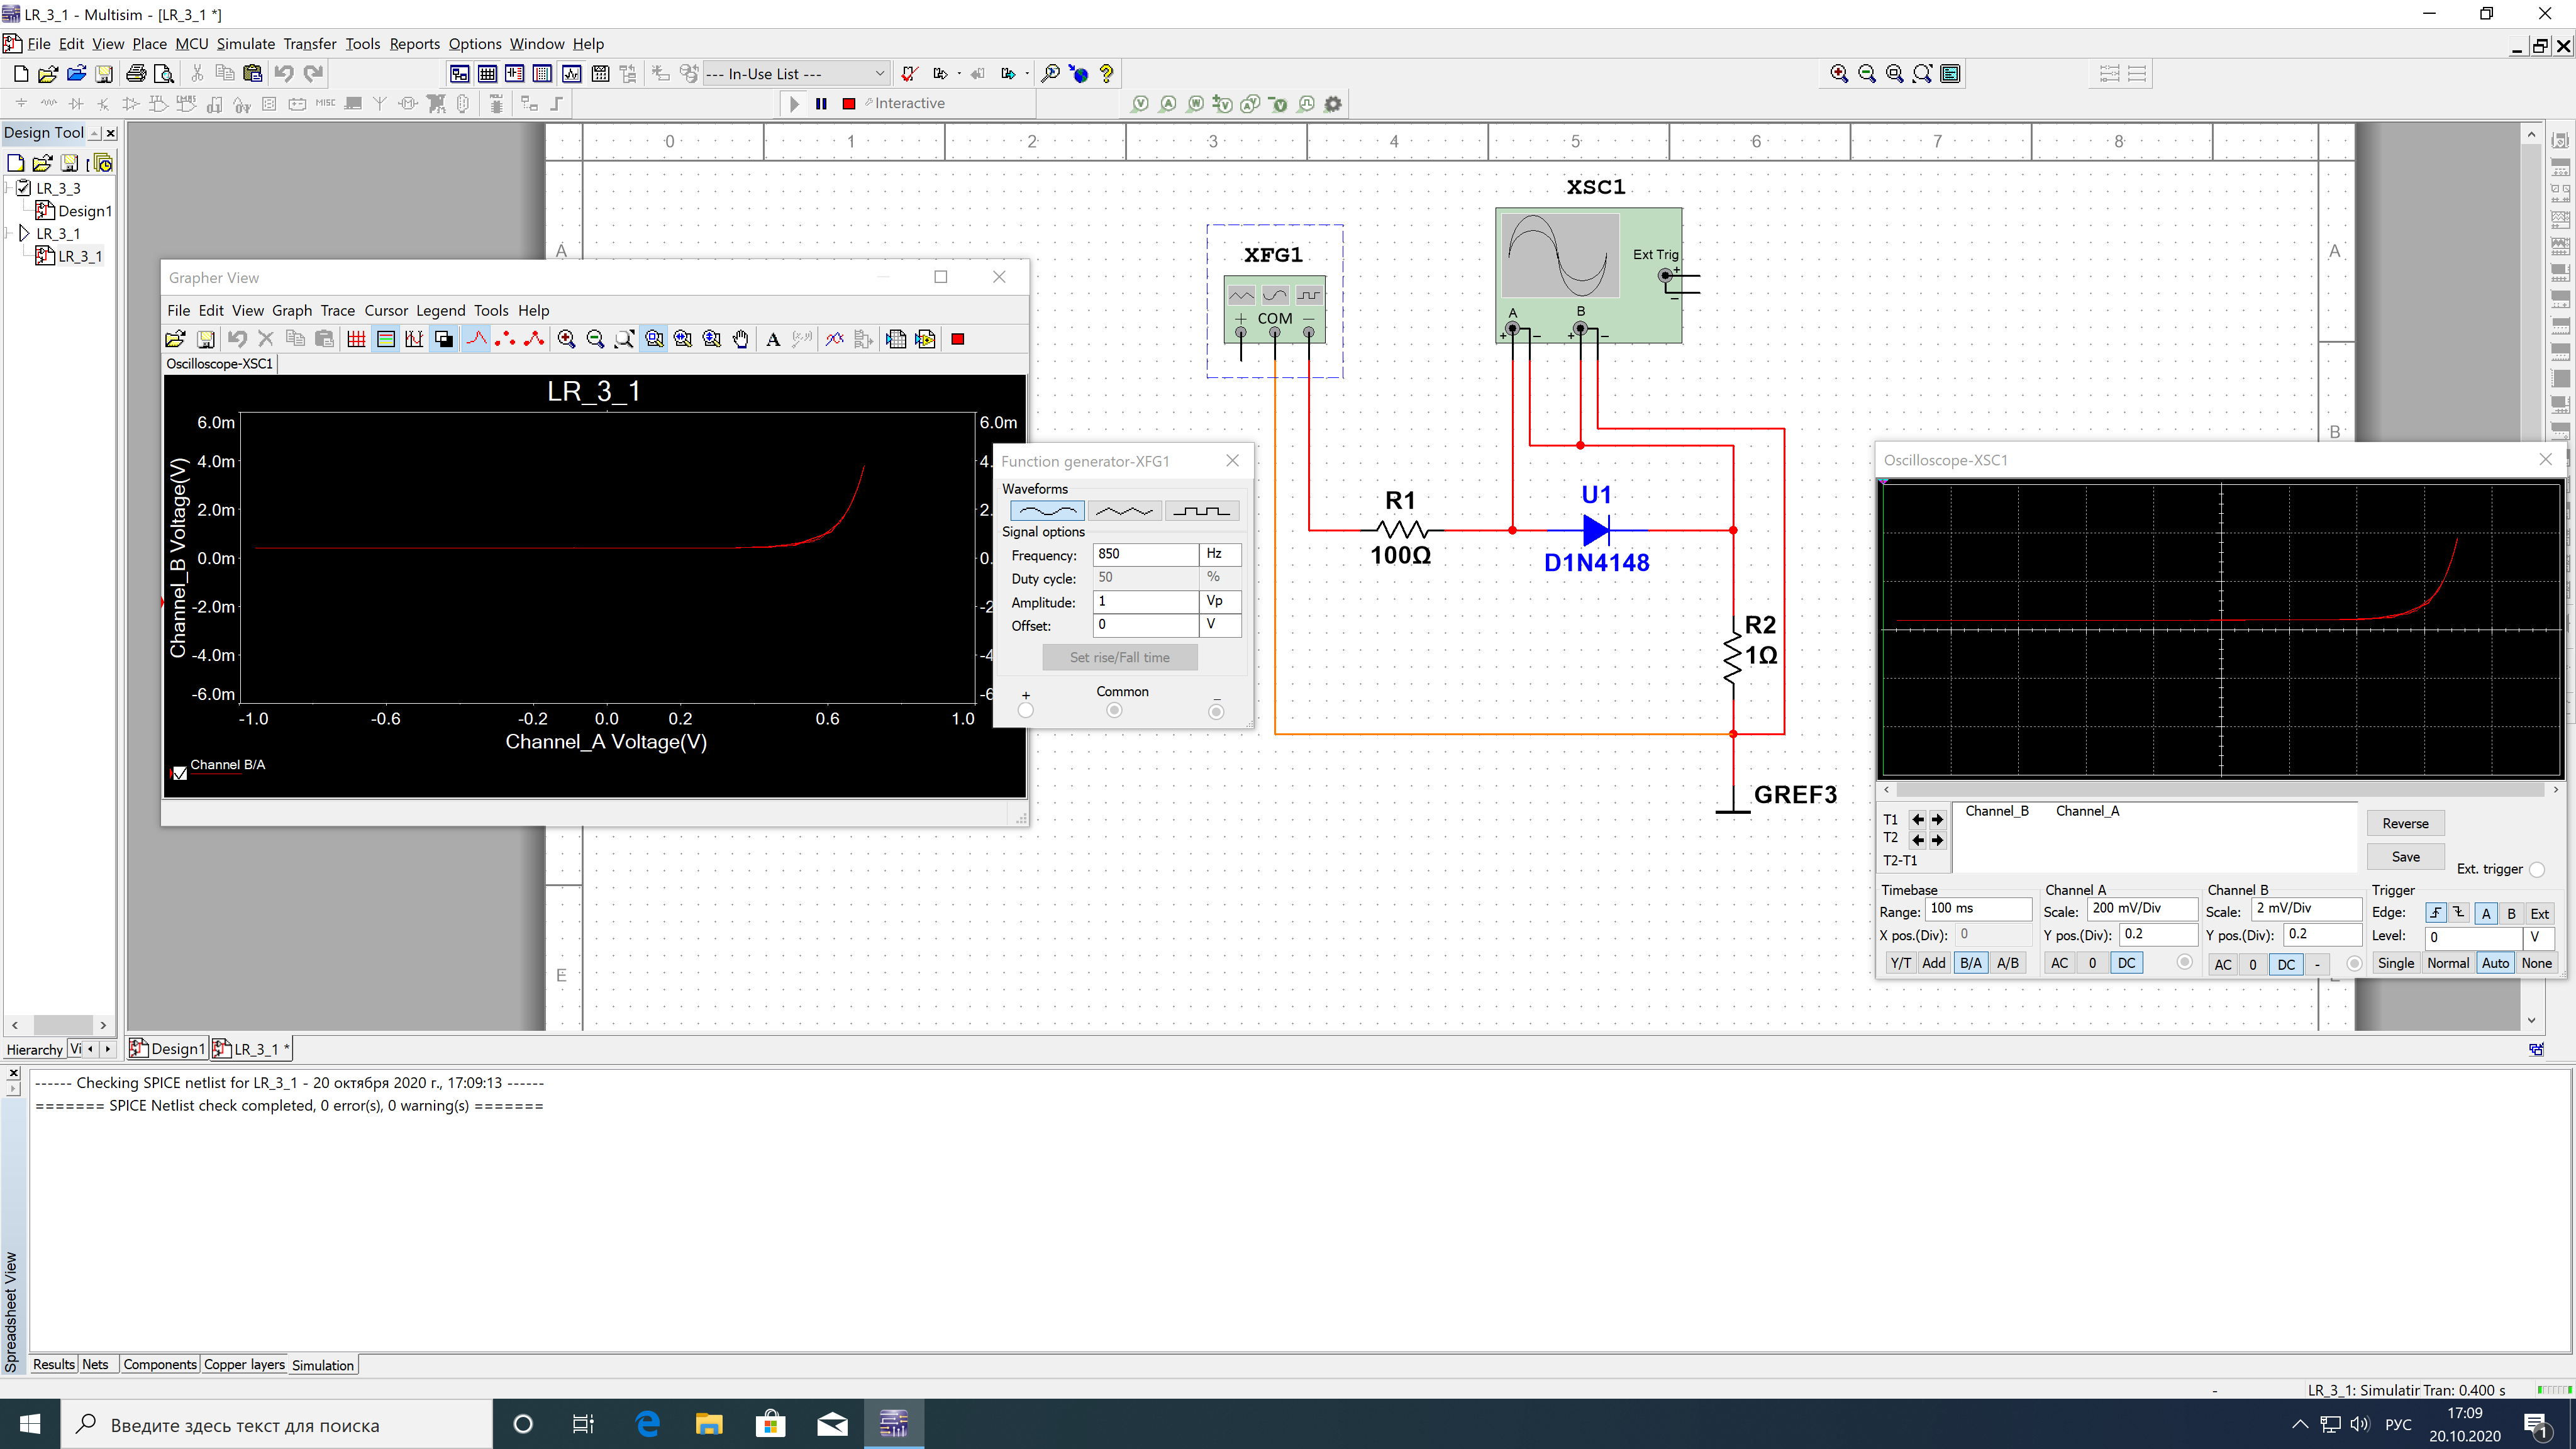 LR_3_1 - Multisim - [LR_3_1 *]
File Edit View Place MCU Simulate Transfer Tools Reports Options Window Help
--- In-Use List ---
Interactive
Design Tool
LR_3_3
Design1
LR_3_1
LR_3_1
0 1 2 3 4 5 6 7 8
A
A
B
E
XFG1
COM
XSC1
Ext Trig
A
B
R1
100Ω
U1
D1N4148
R2
1Ω
GREF3
Grapher View
File Edit View Graph Trace Cursor Legend Tools Help
Oscilloscope-XSC1
LR_3_1
6.0m
4.0m
2.0m
0.0m
-2.0m
-4.0m
-6.0m
6.0m
4.
2.
0.
-2
-4
-6
Channel_B Voltage(V)
-1.0 -0.6 -0.2 0.0 0.2 0.6 1.0
Channel_A Voltage(V)
Channel B/A
Function generator-XFG1
Waveforms
Signal options
Frequency: 850 Hz
Duty cycle: 50 %
Amplitude: 1 Vp
Offset: 0 V
Set rise/Fall time
+ Common −
Oscilloscope-XSC1
T1
T2
T2-T1
Channel_B Channel_A
Reverse
Save
Ext. trigger
Timebase Channel A Channel B Trigger
Range: 100 ms Scale: 200 mV/Div Scale: 2 mV/Div Edge: A B Ext
X pos.(Div): 0 Y pos.(Div): 0.2 Y pos.(Div): 0.2 Level: 0 V
Y/T Add B/A A/B AC 0 DC AC 0 DC - Single Normal Auto None
Hierarchy Vi
Design1 LR_3_1 *
------ Checking SPICE netlist for LR_3_1 - 20 октября 2020 г., 17:09:13 ------
======= SPICE Netlist check completed, 0 error(s), 0 warning(s) =======
Spreadsheet View
Results Nets Components Copper layers Simulation
- LR_3_1: Simulatir Tran: 0.400 s
Введите здесь текст для поиска
РУС
17:09
20.10.2020
1